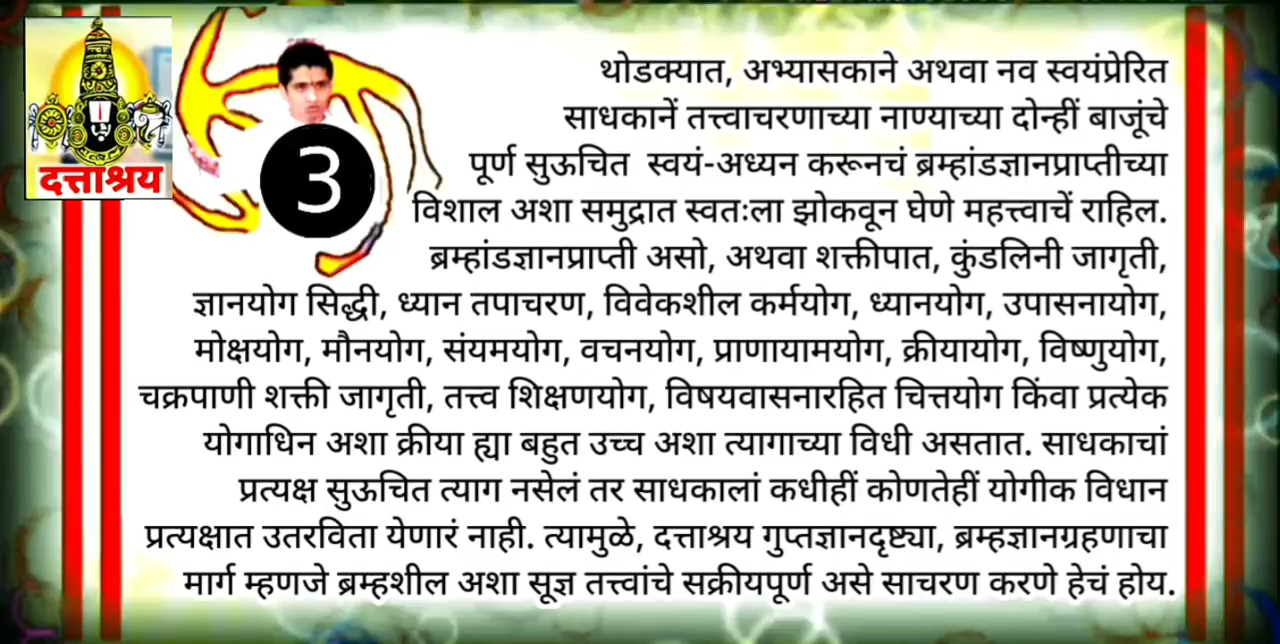 दत्ताश्रय
3
थोडक्यात, अभ्यासकाने अथवा नव स्वयंप्रेरित
साधकानें तत्त्वाचरणाच्या नाण्याच्या दोन्हीं बाजूंचे
पूर्ण सुऊचित स्वयं-अध्यन करूनचं ब्रम्हांडज्ञानप्राप्तीच्या
विशाल अशा समुद्रात स्वतःला झोकवून घेणे महत्त्वाचें राहिल.
ब्रम्हांडज्ञानप्राप्ती असो, अथवा शक्तीपात, कुंडलिनी जागृती,
ज्ञानयोग सिद्धी, ध्यान तपाचरण, विवेकशील कर्मयोग, ध्यानयोग, उपासनायोग,
मोक्षयोग, मौनयोग, संयमयोग, वचनयोग, प्राणायामयोग, क्रीयायोग, विष्णुयोग,
चक्रपाणी शक्ती जागृती, तत्त्व शिक्षणयोग, विषयवासनारहित चित्तयोग किंवा प्रत्येक
योगाधिन अशा क्रीया ह्या बहुत उच्च अशा त्यागाच्या विधी असतात. साधकाचां
प्रत्यक्ष सुऊचित त्याग नसेलं तर साधकालां कधीहीं कोणतेहीं योगीक विधान
प्रत्यक्षात उतरविता येणारं नाही. त्यामुळे, दत्ताश्रय गुप्तज्ञानदृष्ट्या, ब्रम्हज्ञानग्रहणाचा
मार्ग म्हणजे ब्रम्हशील अशा सूज्ञ तत्त्वांचे सक्रीयपूर्ण असे साचरण करणे हेचं होय.